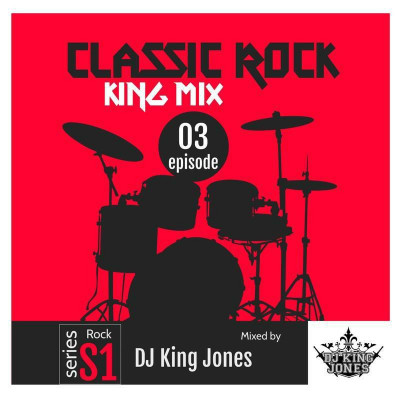 CLASSIC ROCK
KING MIX
03
episode
series
Rock
S1
Mixed by
DJ King Jones
DJ KING
JONES